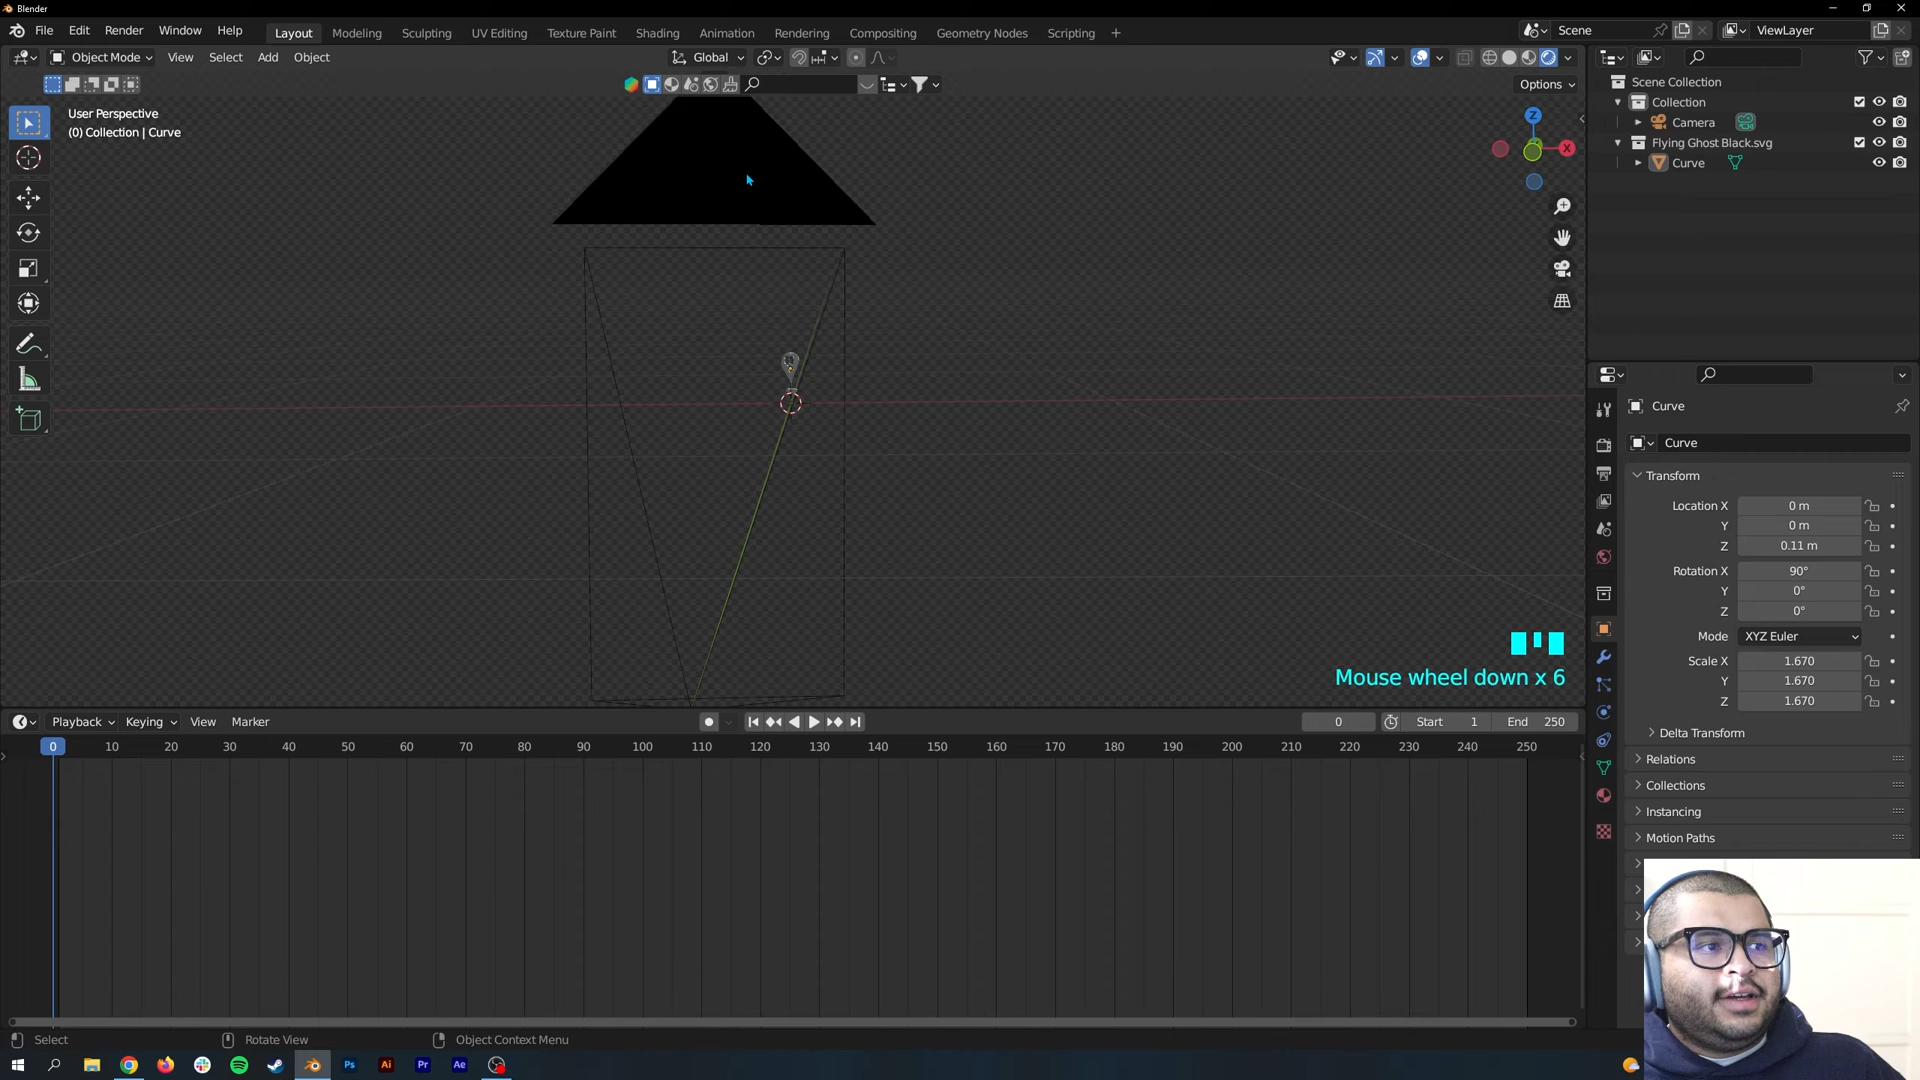 Blender
File Edit Render Window Help
Layout Modeling Sculpting UV Editing Texture Paint Shading Animation Rendering Compositing Geometry Nodes Scripting +
Scene
ViewLayer
Object Mode View Select Add Object
Global
Options
User Perspective
(0) Collection | Curve
Z
X
Scene Collection
Collection
Camera
Flying Ghost Black.svg
Curve
Curve
Curve
Transform
Location X 0 m
Y 0 m
Z 0.11 m
Rotation X 90°
Y 0°
Z 0°
Mode XYZ Euler
Scale X 1.670
Y 1.670
Z 1.670
Delta Transform
Relations
Collections
Instancing
Motion Paths
Mouse wheel down x 6
Playback Keying View Marker
0 Start 1 End 250
0 10 20 30 40 50 60 70 80 90 100 110 120 130 140 150 160 170 180 190 200 210 220 230 240 250
Select Rotate View Object Context Menu
Ps Ai Pr Ae